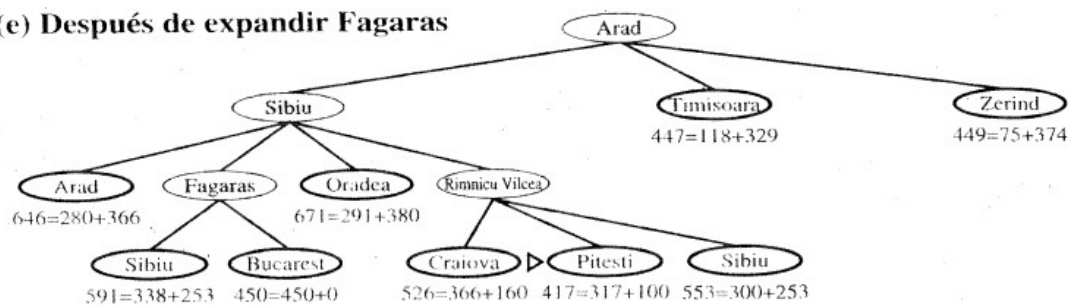 (e) Después de expandir Fagaras
Arad
Sibiu
Timisoara
Zerind
447=118+329
449=75+374
Arad
Fagaras
Oradea
Rimnicu Vilcea
646=280+366
671=291+380
Sibiu
Bucarest
Craiova
Pitesti
Sibiu
591=338+253
450=450+0
526=366+160
417=317+100
553=300+253